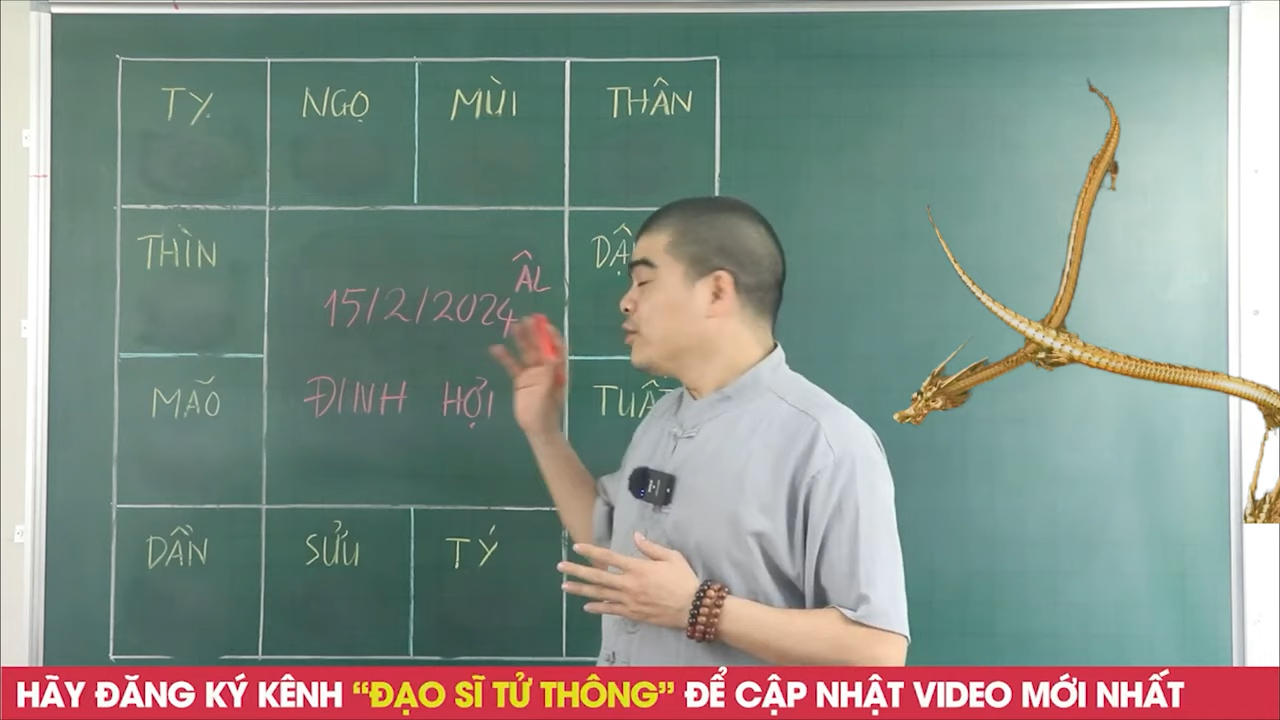 TỴ NGỌ MÙI THÂN
THÌN
ÂL
15/2/2024
MÃO ĐINH HỢI
DẦN SỬU TÝ
HÃY ĐĂNG KÝ KÊNH “ĐẠO SĨ TỬ THÔNG” ĐỂ CẬP NHẬT VIDEO MỚI NHẤT